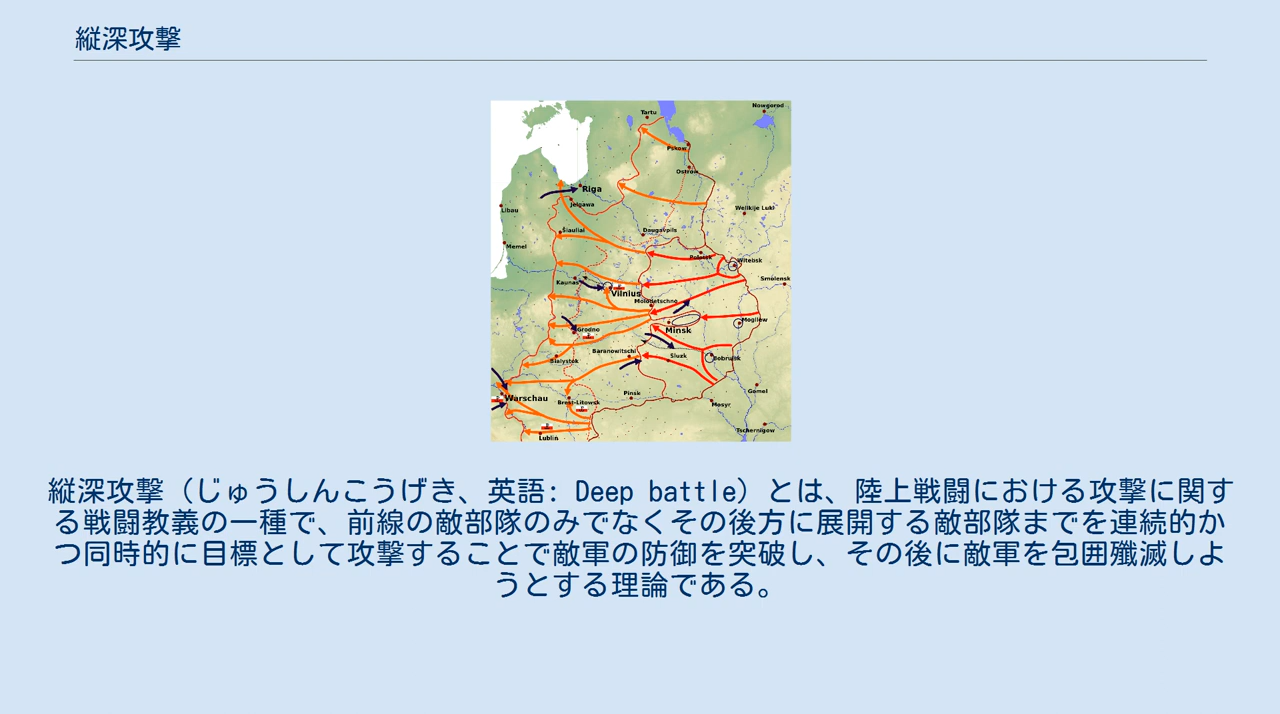 縦深攻撃
Nowgorod
Tartu
Pskow
Ostrow
Riga
Jelgawa
Welikije Luki
Libau
Šiauliai
Daugavpils
Memel
Polozk
Witebsk
Smolensk
Kaunas
Vilnius
Molodetschno
Mogilew
Grodno
Minsk
Baranowitschi
Sluzk
Bobruisk
Bialystok
Gomel
Warschau
Brest-Litowsk
Pinsk
Mosyr
Tschernigow
Lublin
縦深攻撃（じゅうしんこうげき、英語: Deep battle）とは、陸上戦闘における攻撃に関す
る戦闘教義の一種で、前線の敵部隊のみでなくその後方に展開する敵部隊までを連続的か
つ同時的に目標として攻撃することで敵軍の防御を突破し、その後に敵軍を包囲殲滅しよ
うとする理論である。